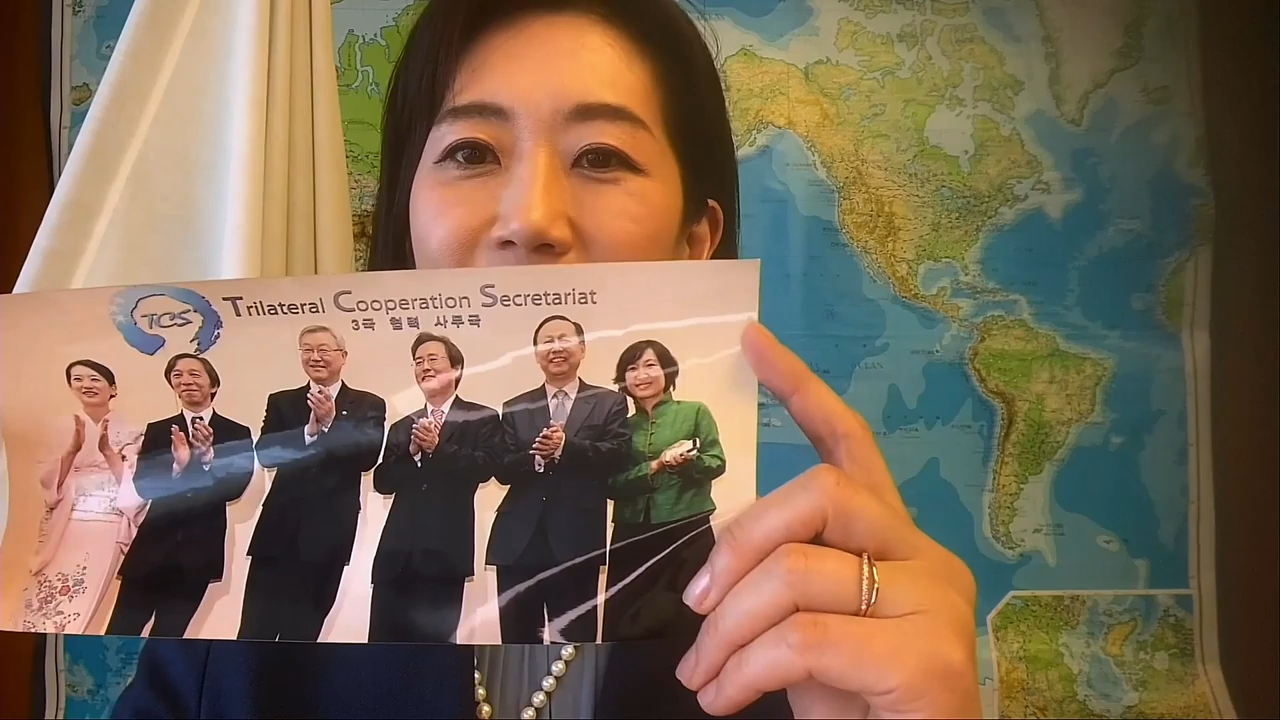 TCS
Trilateral Cooperation Secretariat
3국 협력 사무국